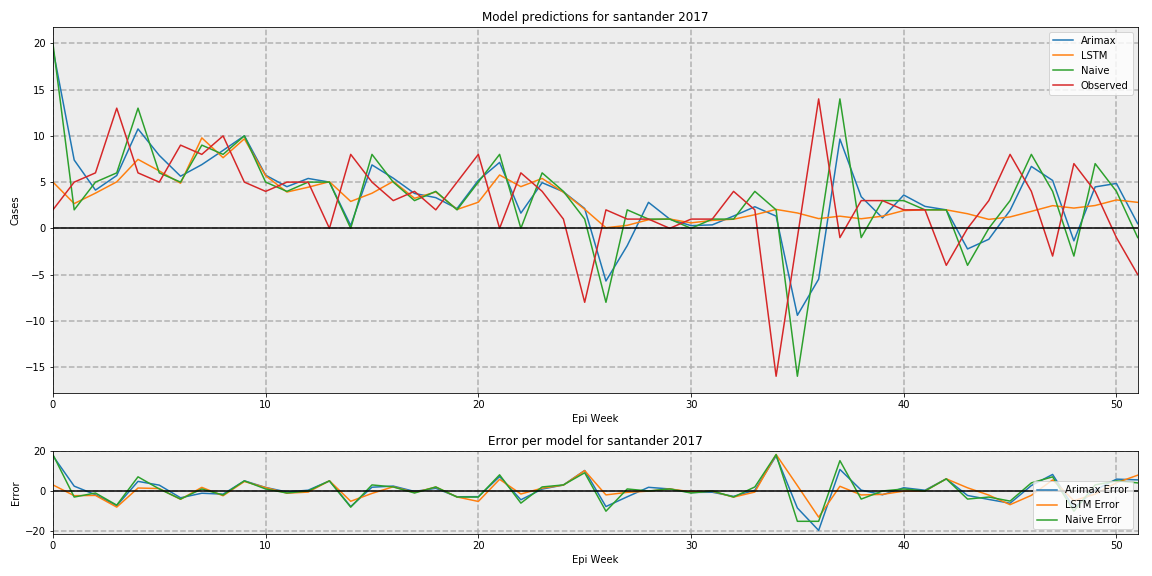 Model predictions for santander 2017
Cases
20
15
10
5
0
−5
−10
−15
Arimax
LSTM
Naive
Observed
0 10 20 30 40 50
Epi Week
Error per model for santander 2017
Error
20
0
−20
Arimax Error
LSTM Error
Naive Error
0 10 20 30 40 50
Epi Week